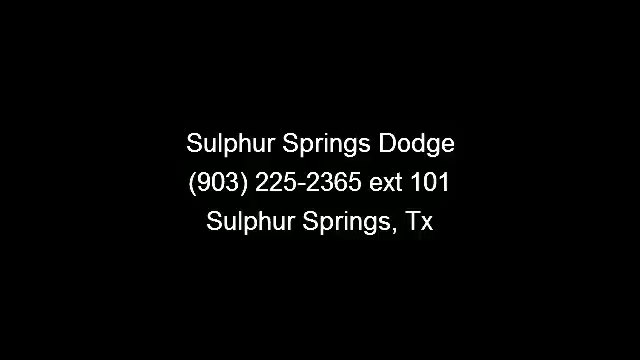 Sulphur Springs Dodge
(903) 225-2365 ext 101
Sulphur Springs, Tx